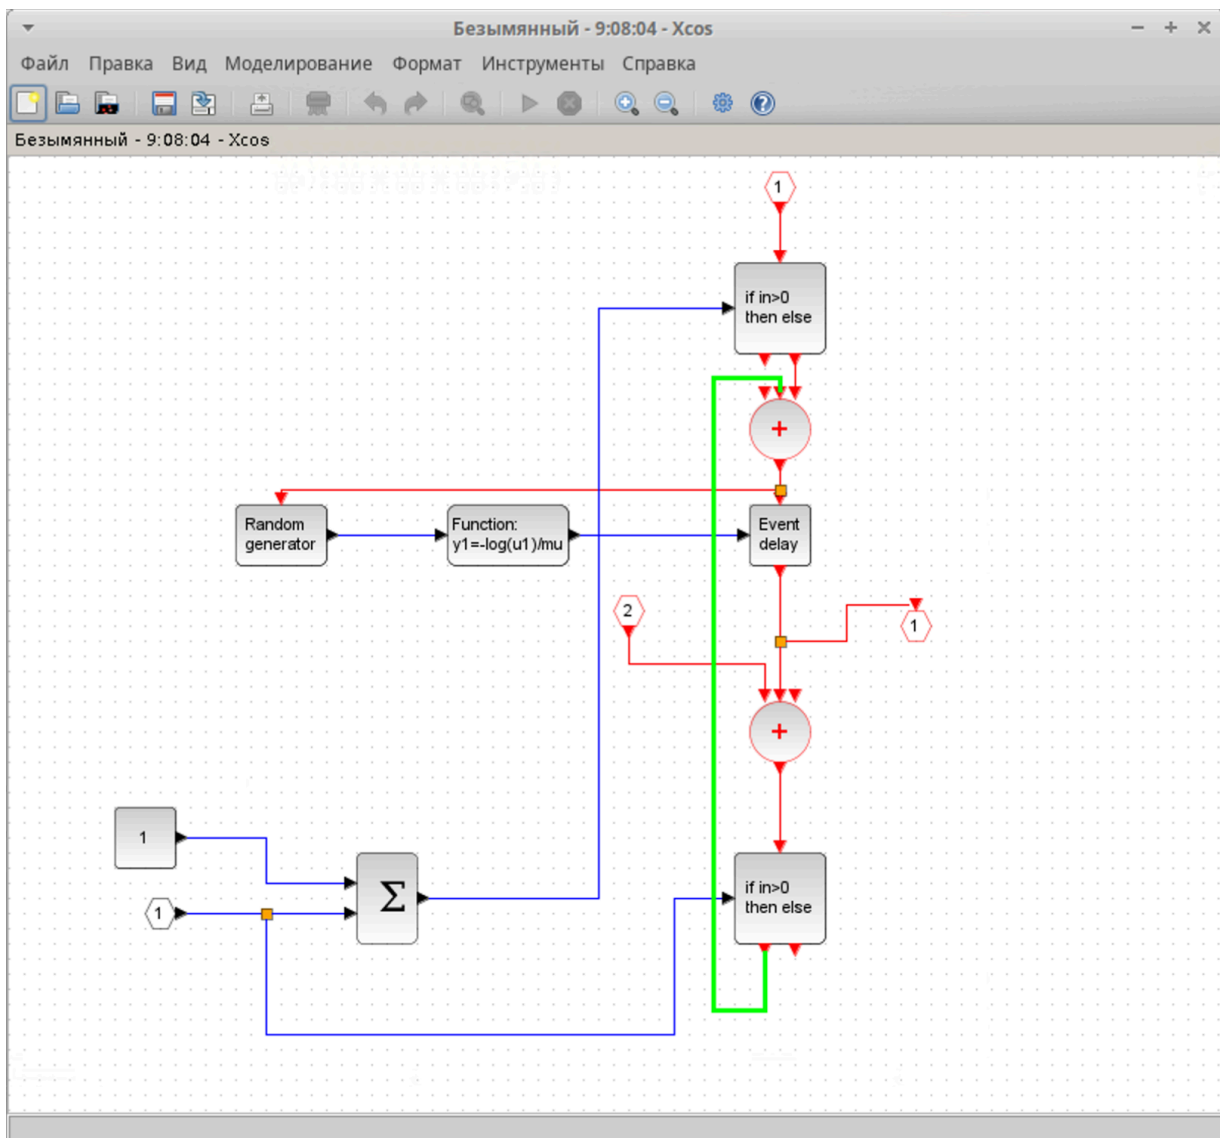 Безымянный - 9:08:04 - Xcos
Файл Правка Вид Моделирование Формат Инструменты Справка
Безымянный - 9:08:04 - Xcos
1
if in>0
then else
+
Random
generator
Function:
y1=-log(u1)/mu
Event
delay
2
1
+
1
Σ
if in>0
then else
1